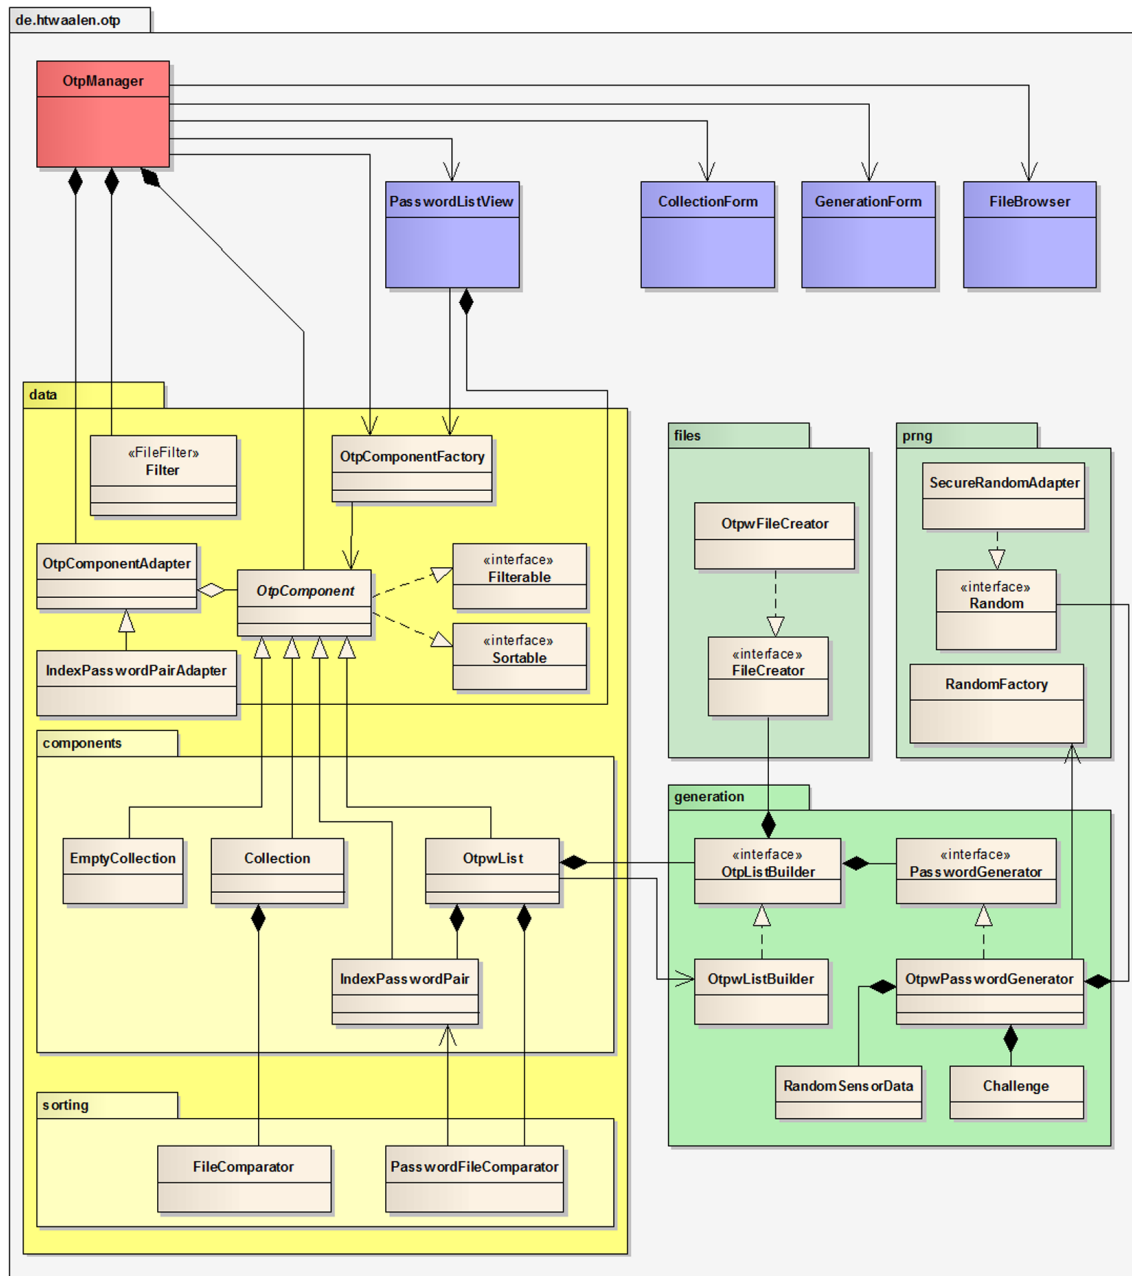 de.htwaalen.otp
OtpManager
PasswordListView
CollectionForm
GenerationForm
FileBrowser
data
«FileFilter»
Filter
OtpComponentFactory
OtpComponentAdapter
OtpComponent
«interface»
Filterable
«interface»
Sortable
IndexPasswordPairAdapter
files
OtpwFileCreator
«interface»
FileCreator
prng
SecureRandomAdapter
«interface»
Random
RandomFactory
components
EmptyCollection
Collection
OtpwList
IndexPasswordPair
generation
«interface»
OtpListBuilder
«interface»
PasswordGenerator
OtpwListBuilder
OtpwPasswordGenerator
RandomSensorData
Challenge
sorting
FileComparator
PasswordFileComparator